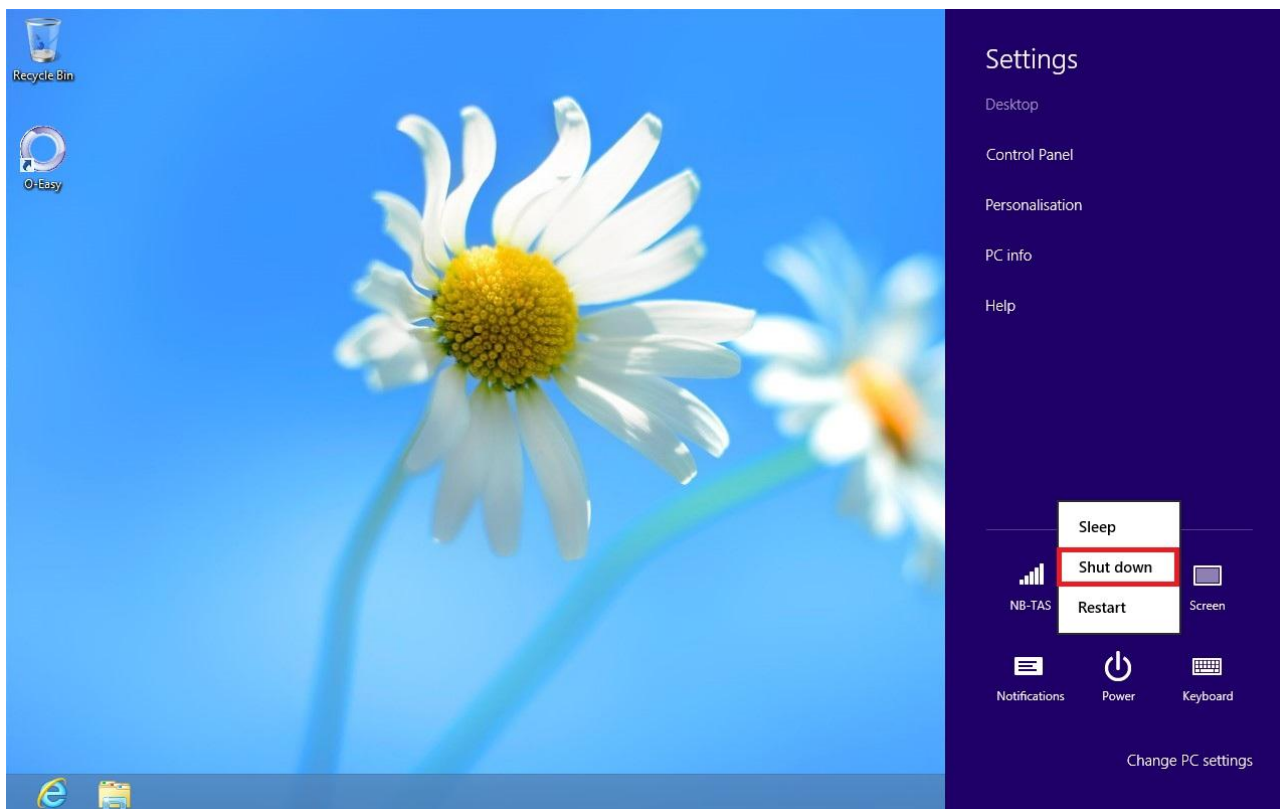 Recycle Bin
O-Easy
Settings
Desktop
Control Panel
Personalisation
PC info
Help
Sleep
Shut down
Restart
NB-TAS
Screen
Notifications
Power
Keyboard
Change PC settings